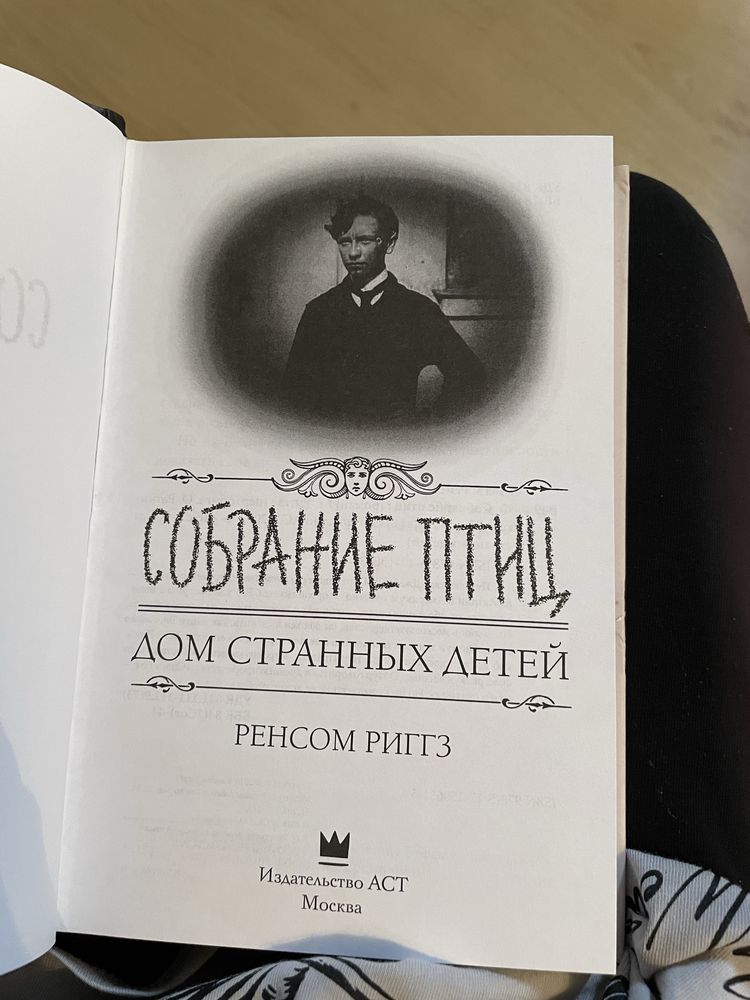 СОБРАНИЕ ПТИЦ
ДОМ СТРАННЫХ ДЕТЕЙ
РЕНСОМ РИГГЗ
Издательство АСТ
Москва